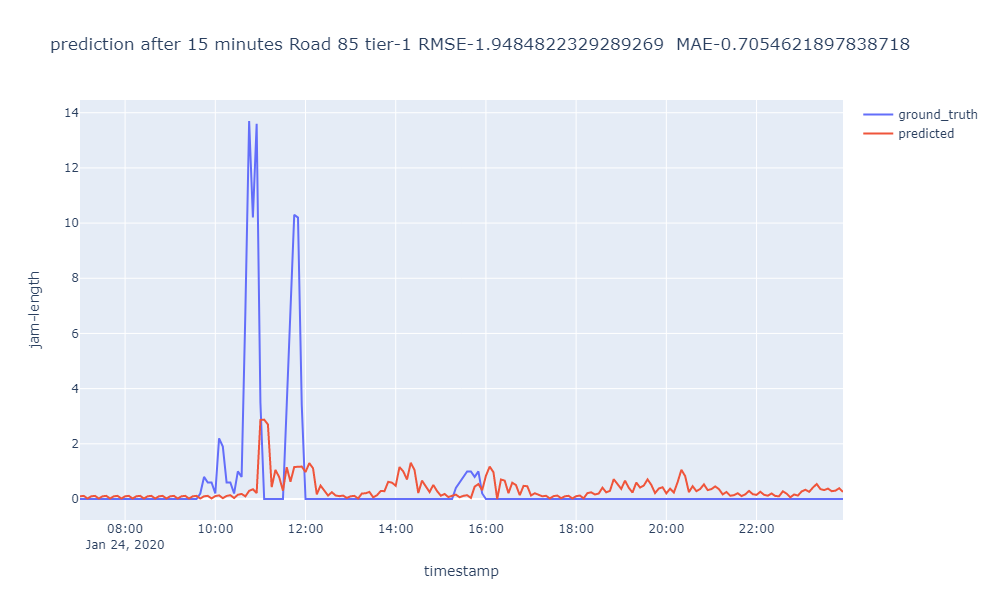 prediction after 15 minutes Road 85 tier-1 RMSE-1.9484822329289269  MAE-0.7054621897838718
ground_truth
predicted
14
12
10
8
6
4
2
0
jam-length
08:00 10:00 12:00 14:00 16:00 18:00 20:00 22:00
Jan 24, 2020
timestamp